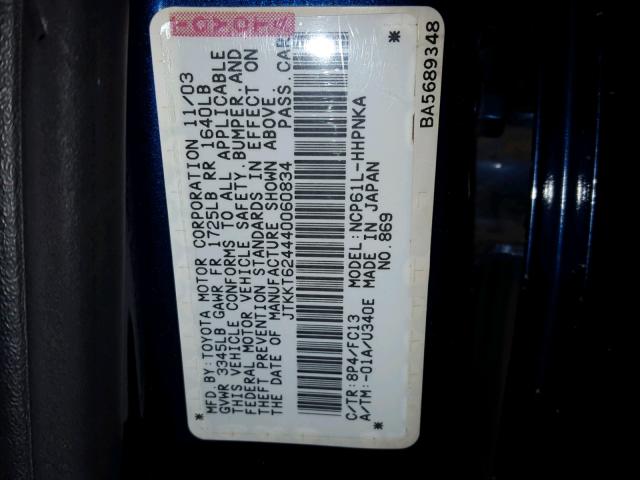 TOYOTA
MFD.BY:TOYOTA MOTOR CORPORATION 11/03
GVWR 3345LB GAWR FR 1725LB RR 1640LB
THIS VEHICLE CONFORMS TO ALL APPLICABLE
FEDERAL MOTOR VEHICLE SAFETY,BUMPER,AND
THEFT PREVENTION STANDARDS IN EFFECT ON
THE DATE OF MANUFACTURE SHOWN ABOVE.
JTKKT624440060834 PASS.CAR
* *
C/TR:8P4/FC13 MODEL:NCP61L-HHPNKA
A/TM:-01A/U340E MADE IN JAPAN
NO.869
BA5689348